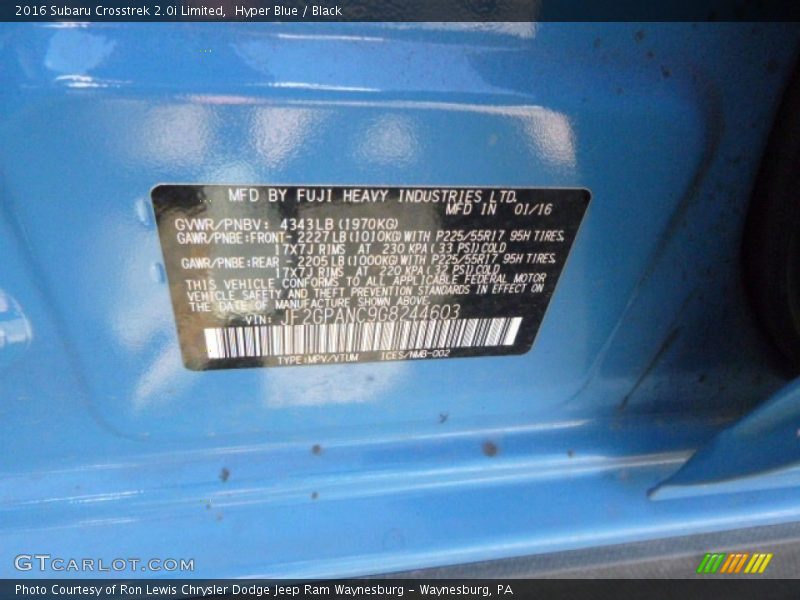 2016 Subaru Crosstrek 2.0i Limited, Hyper Blue / Black
MFD BY FUJI HEAVY INDUSTRIES LTD.
MFD IN 01/16
GVWR/PNBV: 4343LB (1970KG)
GAWR/PNBE:FRONT- 2227LB (1010KG) WITH P225/55R17 95H TIRES.
17X7J RIMS AT 230 KPA ( 33 PSI) COLD
GAWR/PNBE:REAR - 2205LB (1000KG) WITH P225/55R17 95H TIRES.
17X7J RIMS AT 220 KPA ( 32 PSI) COLD
THIS VEHICLE CONFORMS TO ALL APPLICABLE FEDERAL MOTOR
VEHICLE SAFETY AND THEFT PREVENTION STANDARDS IN EFFECT ON
THE DATE OF MANUFACTURE SHOWN ABOVE.
VIN: JF2GPANC9G8244603
TYPE:MPV/VTUM ICES/NMB-002
GTCARLOT.COM
Photo Courtesy of Ron Lewis Chrysler Dodge Jeep Ram Waynesburg - Waynesburg, PA